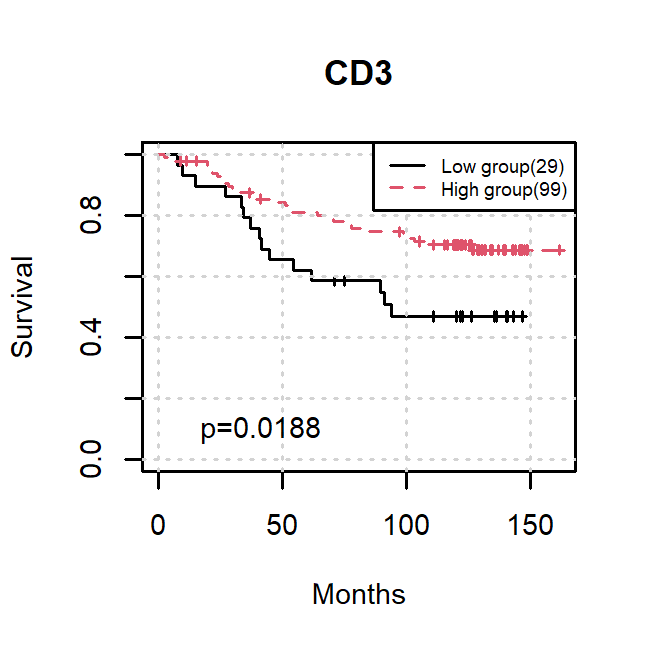 CD3
Low group(29)
High group(99)
Survival
0.8
0.4
0.0
p=0.0188
0 50 100 150
Months